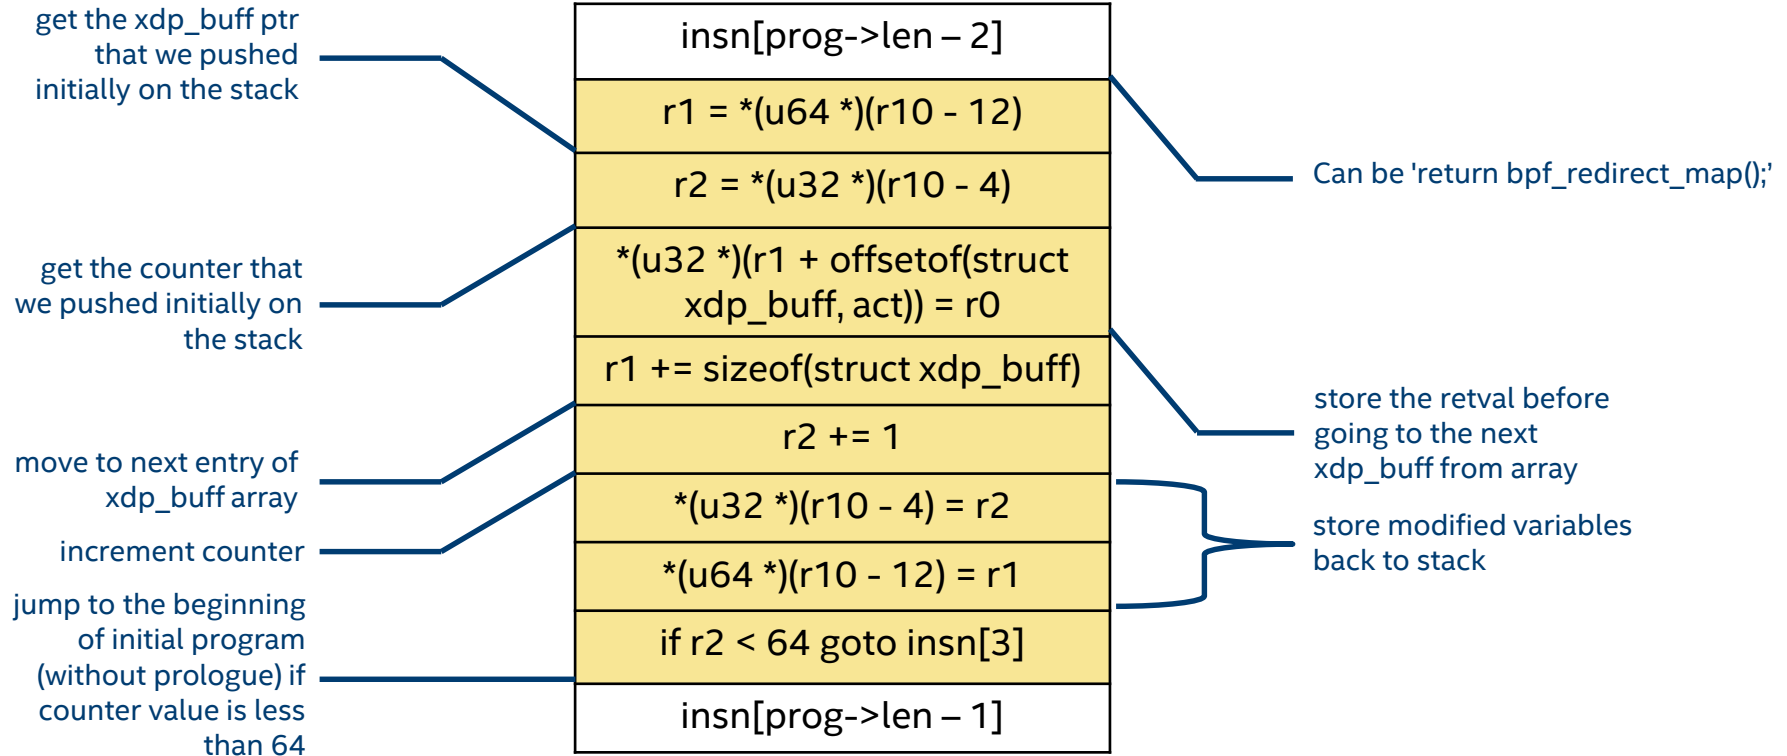 get the xdp_buff ptr
that we pushed
initially on the stack
get the counter that
we pushed initially on
the stack
move to next entry of
xdp_buff array
increment counter
jump to the beginning
of initial program
(without prologue) if
counter value is less
than 64
insn[prog->len – 2]
r1 = *(u64 *)(r10 - 12)
r2 = *(u32 *)(r10 - 4)
*(u32 *)(r1 + offsetof(struct
xdp_buff, act)) = r0
r1 += sizeof(struct xdp_buff)
r2 += 1
*(u32 *)(r10 - 4) = r2
*(u64 *)(r10 - 12) = r1
if r2 < 64 goto insn[3]
insn[prog->len – 1]
Can be 'return bpf_redirect_map();’
store the retval before
going to the next
xdp_buff from array
store modified variables
back to stack